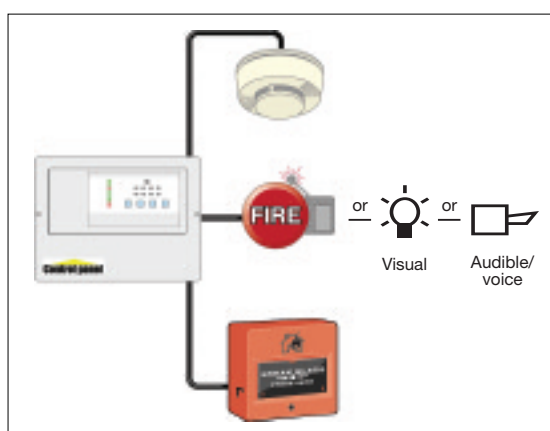 FIRE
or
or
Visual
Audible/
voice
Control panel